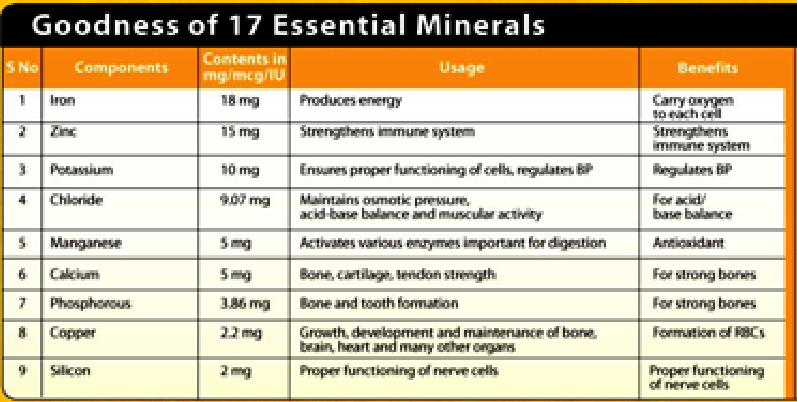 Goodness of 17 Essential Minerals
S No Components Contents in mg/mcg/IU Usage Benefits
1 Iron 18 mg Produces energy Carry oxygen to each cell
2 Zinc 15 mg Strengthens immune system Strengthens immune system
3 Potassium 10 mg Ensures proper functioning of cells, regulates BP Regulates BP
4 Chloride 9.07 mg Maintains osmotic pressure, acid-base balance and muscular activity For acid/ base balance
5 Manganese 5 mg Activates various enzymes important for digestion Antioxidant
6 Calcium 5 mg Bone, cartilage, tendon strength For strong bones
7 Phosphorous 3.86 mg Bone and tooth formation For strong bones
8 Copper 2.2 mg Growth, development and maintenance of bone, brain, heart and many other organs Formation of RBCs
9 Silicon 2 mg Proper functioning of nerve cells Proper functioning of nerve cells